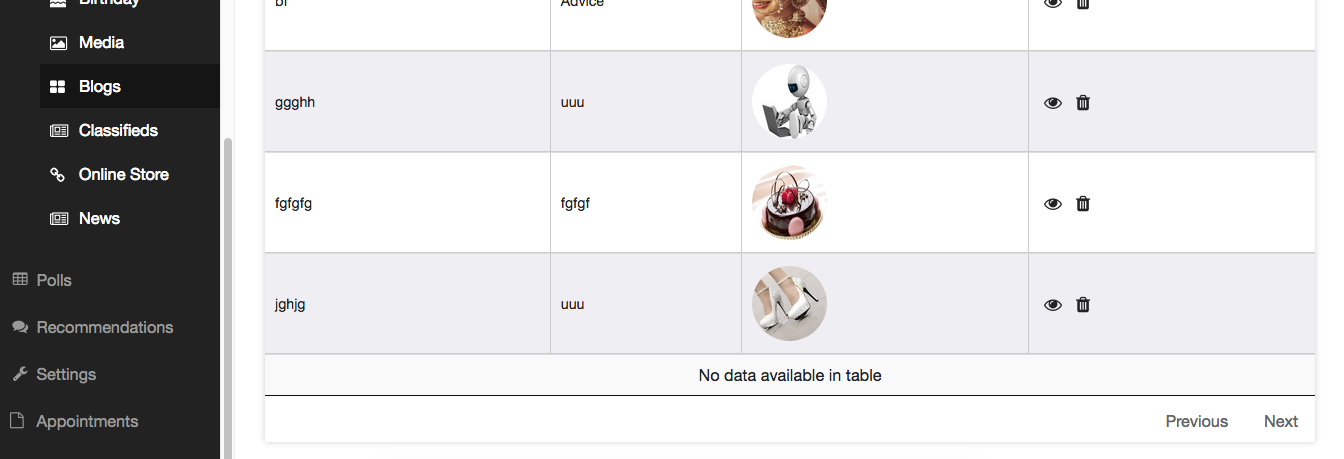 Birthday
Media
Blogs
Classifieds
Online Store
News
Polls
Recommendations
Settings
Appointments
bf Advice
ggghh uuu
fgfgfg fgfgf
jghjg uuu
No data available in table
Previous Next